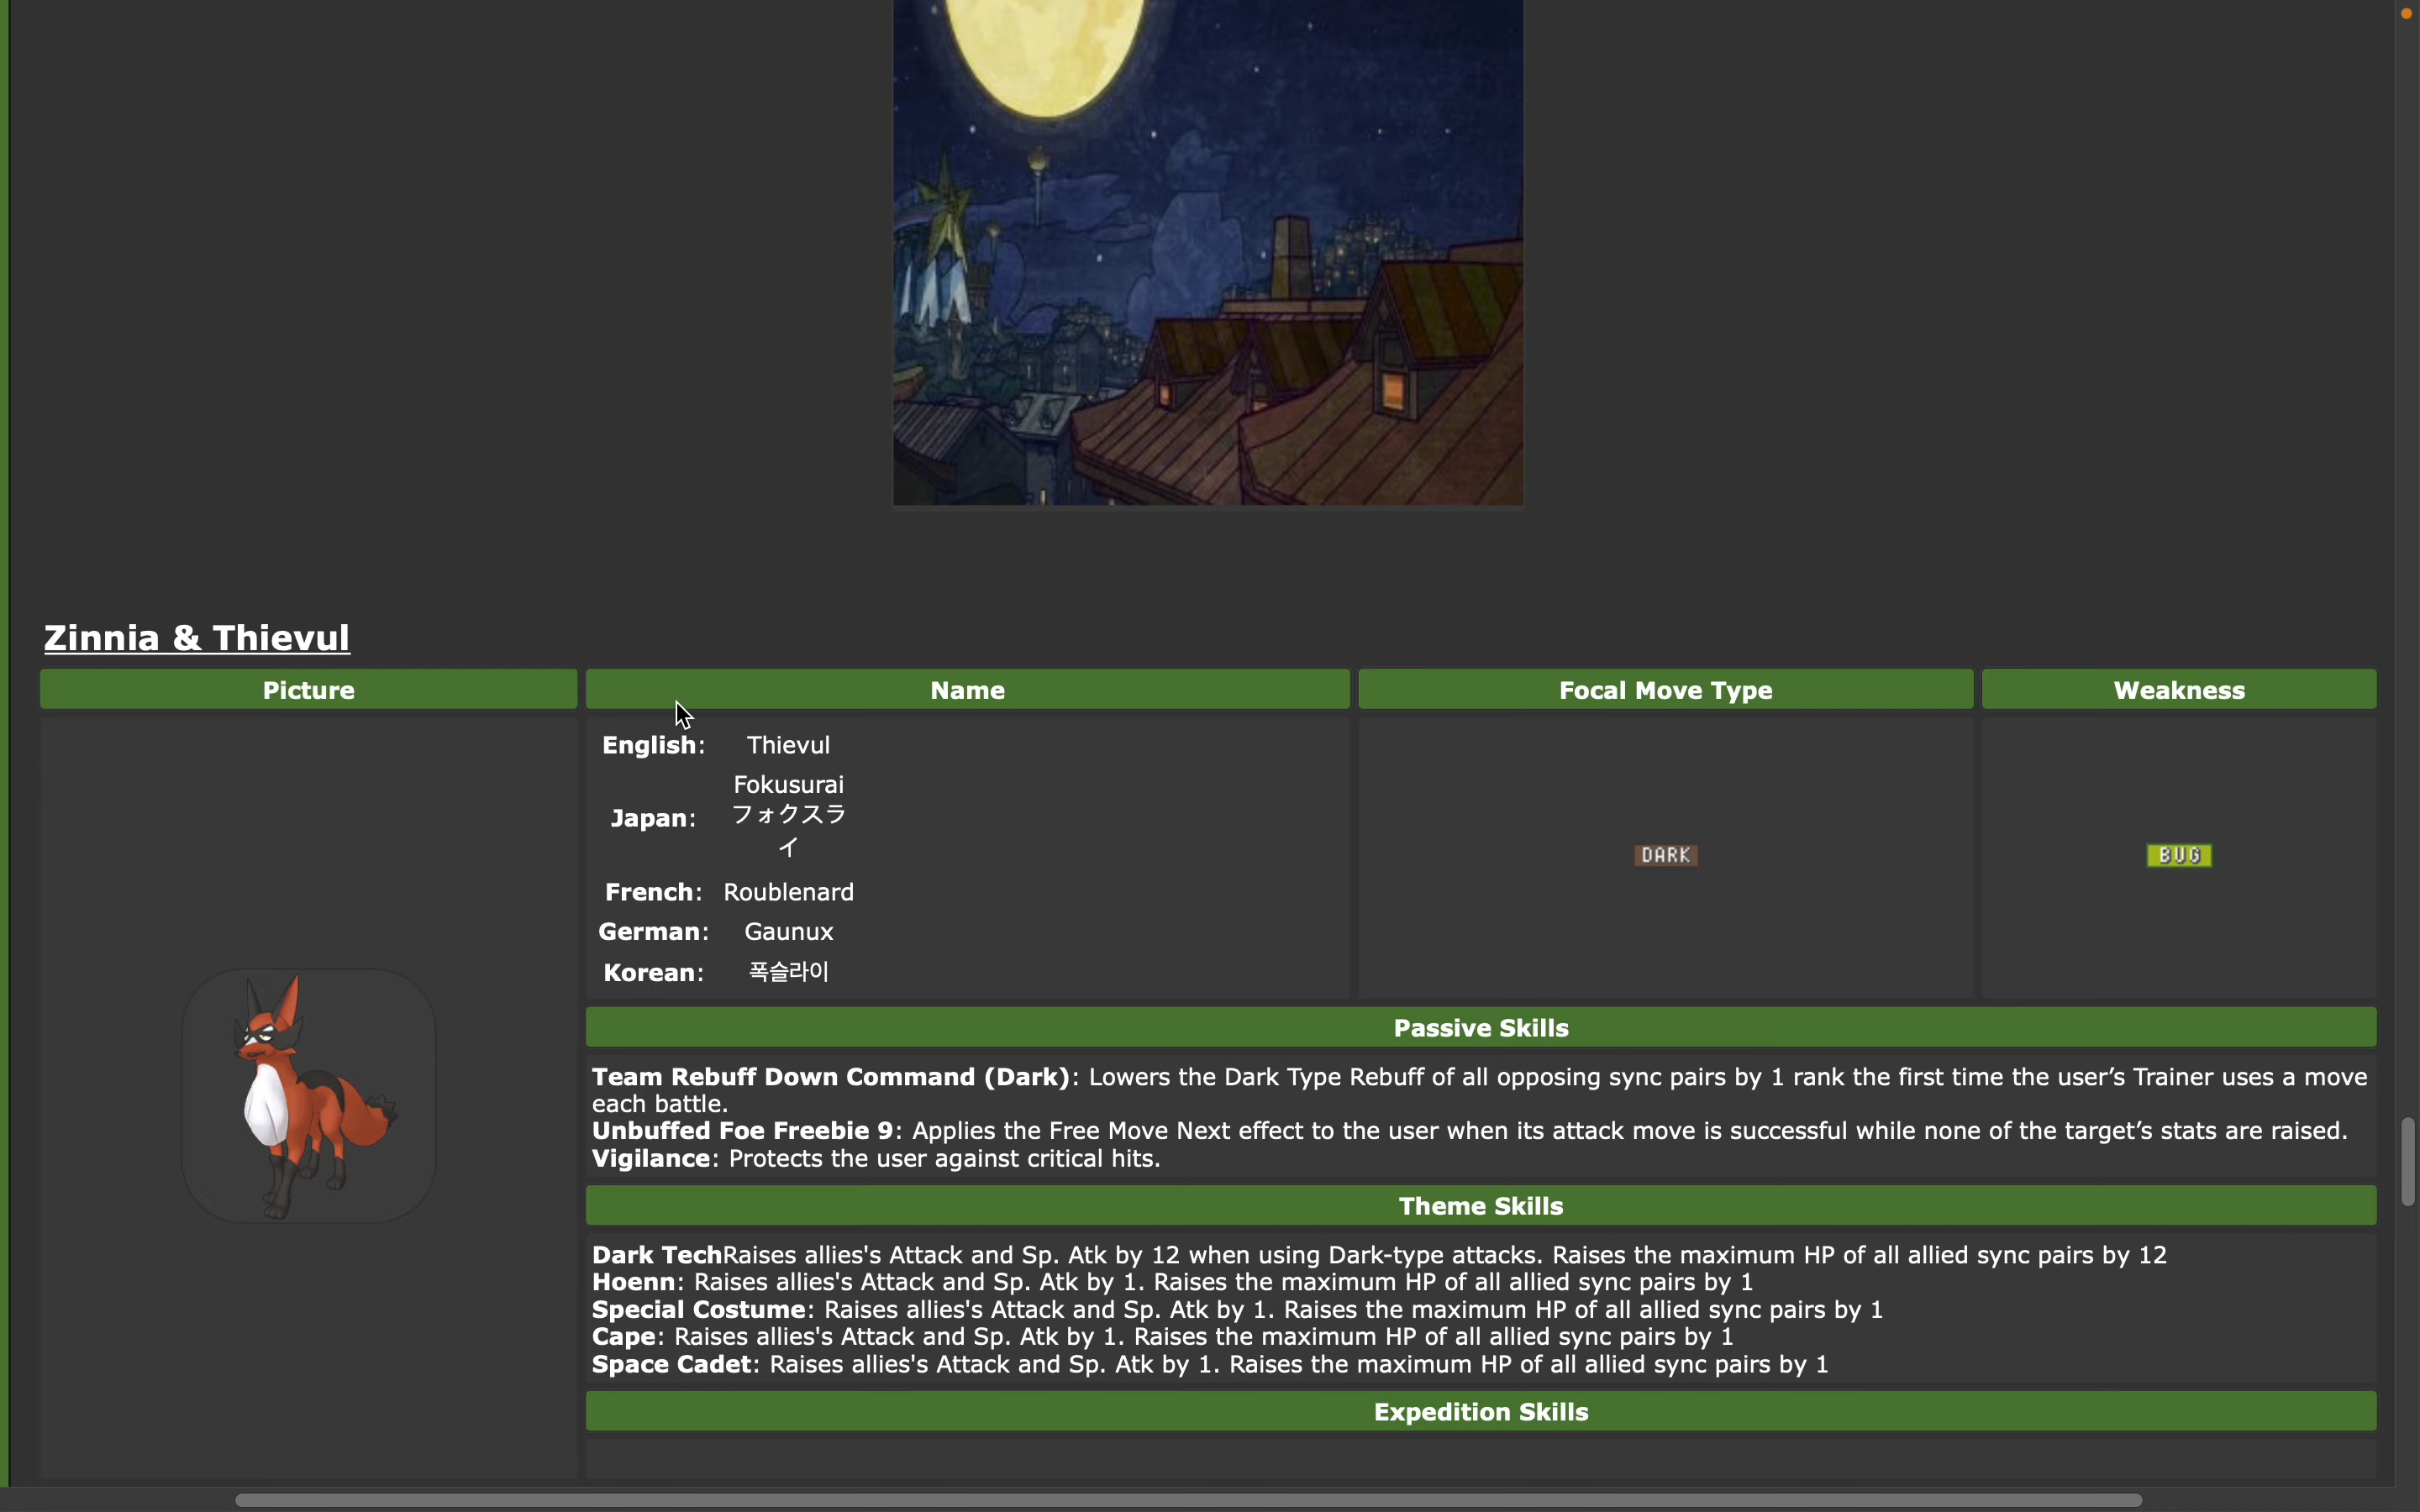 Zinnia & Thievul
Picture
Name
Focal Move Type
Weakness
English: Thievul
Japan: Fokusurai
フォクスラ
イ
French: Roublenard
German: Gaunux
Korean: 폭슬라이
DARK
BUG
Passive Skills
Team Rebuff Down Command (Dark): Lowers the Dark Type Rebuff of all opposing sync pairs by 1 rank the first time the user’s Trainer uses a move
each battle.
Unbuffed Foe Freebie 9: Applies the Free Move Next effect to the user when its attack move is successful while none of the target’s stats are raised.
Vigilance: Protects the user against critical hits.
Theme Skills
Dark TechRaises allies's Attack and Sp. Atk by 12 when using Dark-type attacks. Raises the maximum HP of all allied sync pairs by 12
Hoenn: Raises allies's Attack and Sp. Atk by 1. Raises the maximum HP of all allied sync pairs by 1
Special Costume: Raises allies's Attack and Sp. Atk by 1. Raises the maximum HP of all allied sync pairs by 1
Cape: Raises allies's Attack and Sp. Atk by 1. Raises the maximum HP of all allied sync pairs by 1
Space Cadet: Raises allies's Attack and Sp. Atk by 1. Raises the maximum HP of all allied sync pairs by 1
Expedition Skills